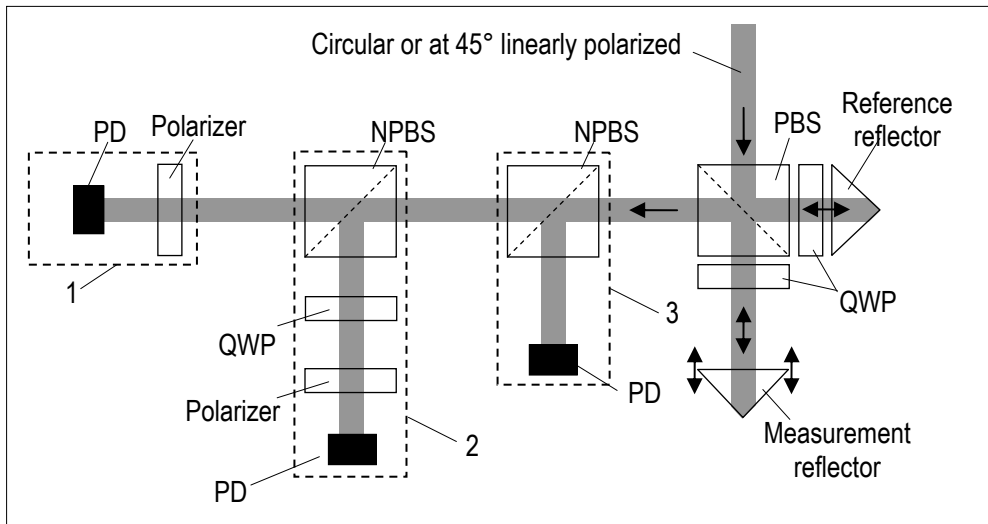 Circular or at 45° linearly polarized
PD
Polarizer
NPBS
NPBS
PBS
Reference
reflector
1
QWP
3
QWP
Polarizer
PD
2
Measurement
reflector
PD